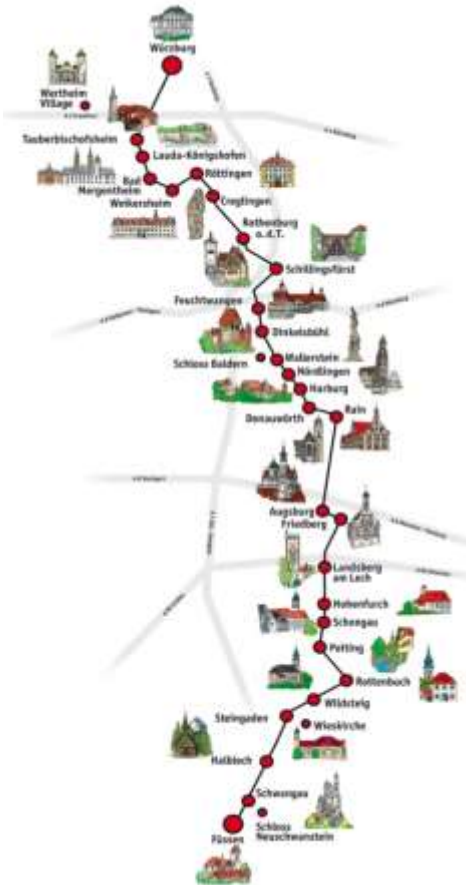 Würzburg
Wertheim
Village
Tauberbischofsheim
Lauda-Königshofen
Bad
Mergentheim
Röttingen
Weikersheim
Creglingen
Rothenburg
o.d.T.
Schillingsfürst
Feuchtwangen
Dinkelsbühl
Wallerstein
Schloss Baldern
Nördlingen
Harburg
Donauwörth
Rain
Augsburg
Friedberg
Landsberg
am Lech
Hohenfurch
Schongau
Peiting
Rottenbuch
Wildsteig
Steingaden
Wieskirche
Halblech
Schwangau
Füssen
Schloss
Neuschwanstein